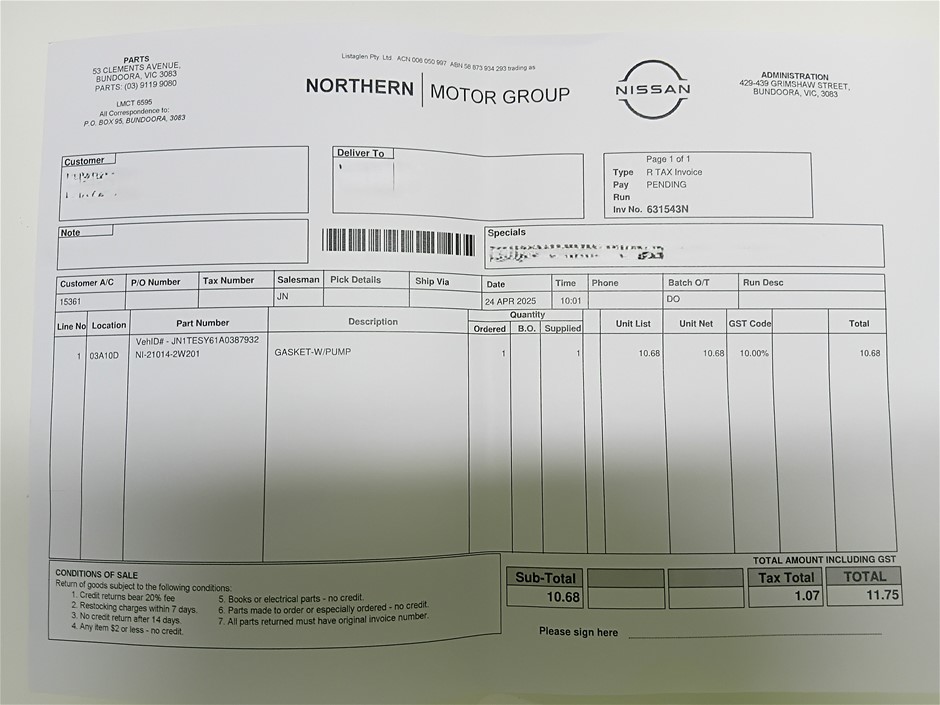 PARTS
53 CLEMENTS AVENUE,
BUNDOORA, VIC 3083
PARTS: (03) 9119 9080
LMCT 6595
All Correspondence to:
P.O. BOX 95, BUNDOORA, 3083
Listaglen Pty. Ltd ACN 006 050 997 ABN 58 873 934 293 trading as
NORTHERN MOTOR GROUP
NISSAN
ADMINISTRATION
429-439 GRIMSHAW STREET,
BUNDOORA, VIC, 3083
Customer
Deliver To
Page 1 of 1
Type R TAX Invoice
Pay PENDING
Run
Inv No. 631543N
Note
Specials
Customer A/C P/O Number Tax Number Salesman Pick Details Ship Via Date Time Phone Batch O/T Run Desc
15361 JN 24 APR 2025 10:01 DO
Line No Location Part Number Description Quantity Unit List Unit Net GST Code Total
Ordered B.O. Supplied
VehID# - JN1TESY61A0387932
1 03A10D NI-21014-2W201 GASKET-W/PUMP 1 1 10.68 10.68 10.00% 10.68
CONDITIONS OF SALE
Return of goods subject to the following conditions:
1. Credit returns bear 20% fee
2. Restocking charges within 7 days.
3. No credit return after 14 days.
4. Any item $2 or less - no credit.
5. Books or electrical parts - no credit.
6. Parts made to order or especially ordered - no credit.
7. All parts returned must have original invoice number.
TOTAL AMOUNT INCLUDING GST
Sub-Total Tax Total TOTAL
10.68 1.07 11.75
Please sign here